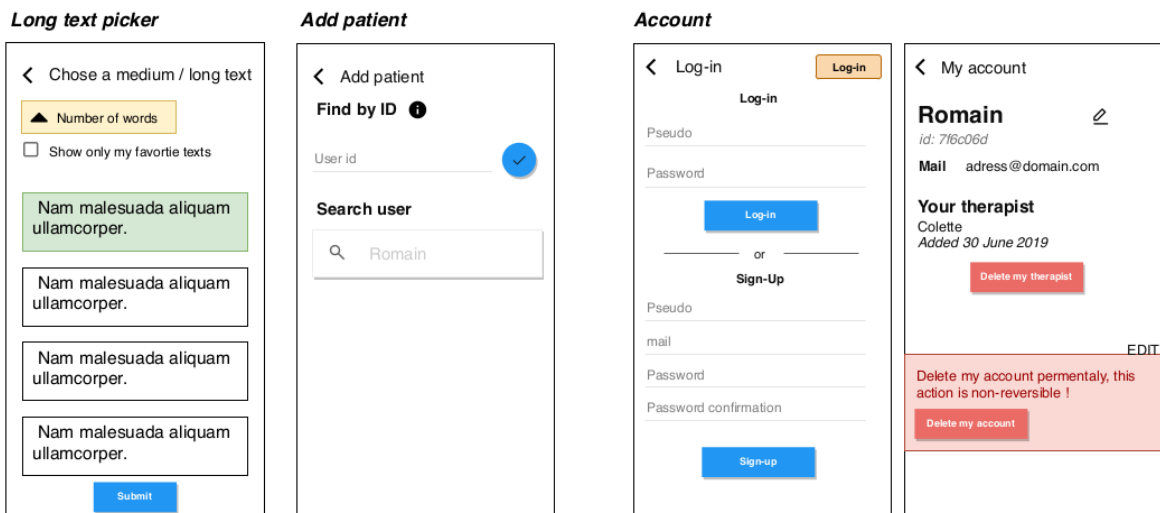 Long text picker
Chose a medium / long text
Number of words
Show only my favortie texts
Nam malesuada aliquam
ullamcorper.
Nam malesuada aliquam
ullamcorper.
Nam malesuada aliquam
ullamcorper.
Nam malesuada aliquam
ullamcorper.
Submit
Add patient
Add patient
Find by ID
User id
Search user
Romain
Account
Log-in
Log-in
Log-in
Pseudo
Password
Log-in
or
Sign-Up
Pseudo
mail
Password
Password confirmation
Sign-up
My account
Romain
id: 7f6c06d
Mail adress@domain.com
Your therapist
Colette
Added 30 June 2019
Delete my therapist
EDIT
Delete my account permentaly, this
action is non-reversible !
Delete my account